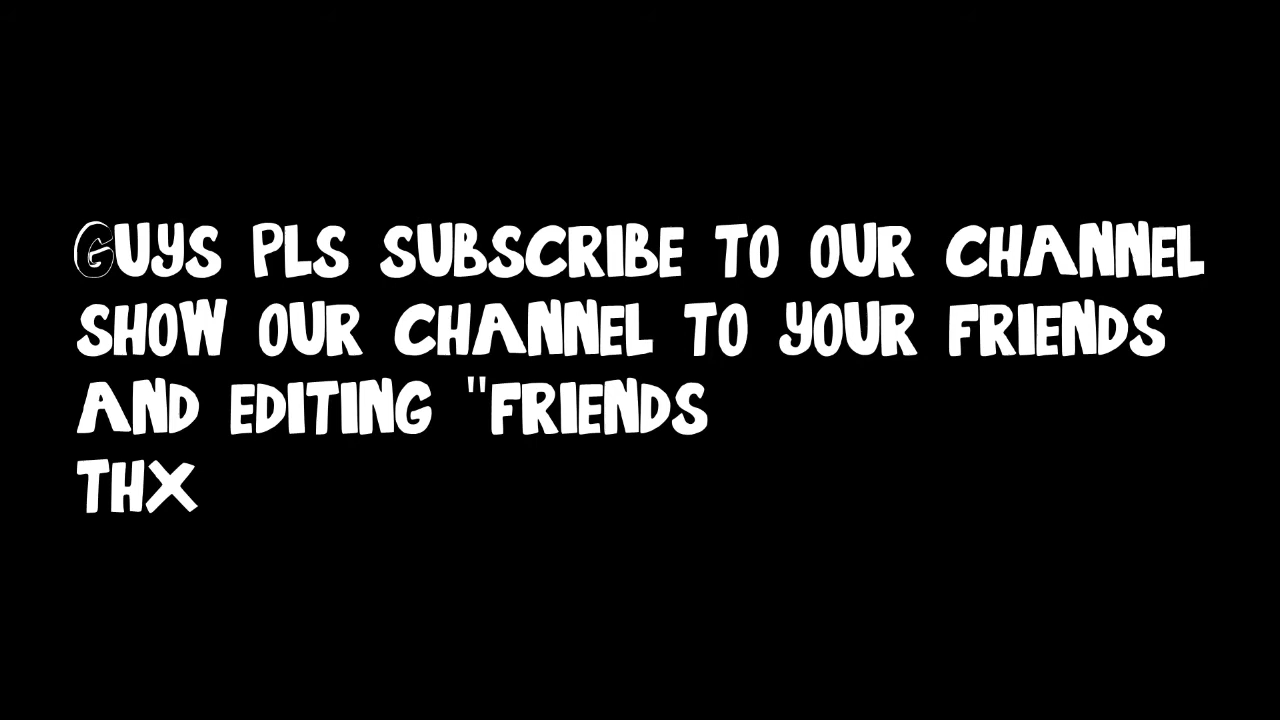 Guys pls subscribe to our channel
show our channel to your friends
and editing "friends
thx